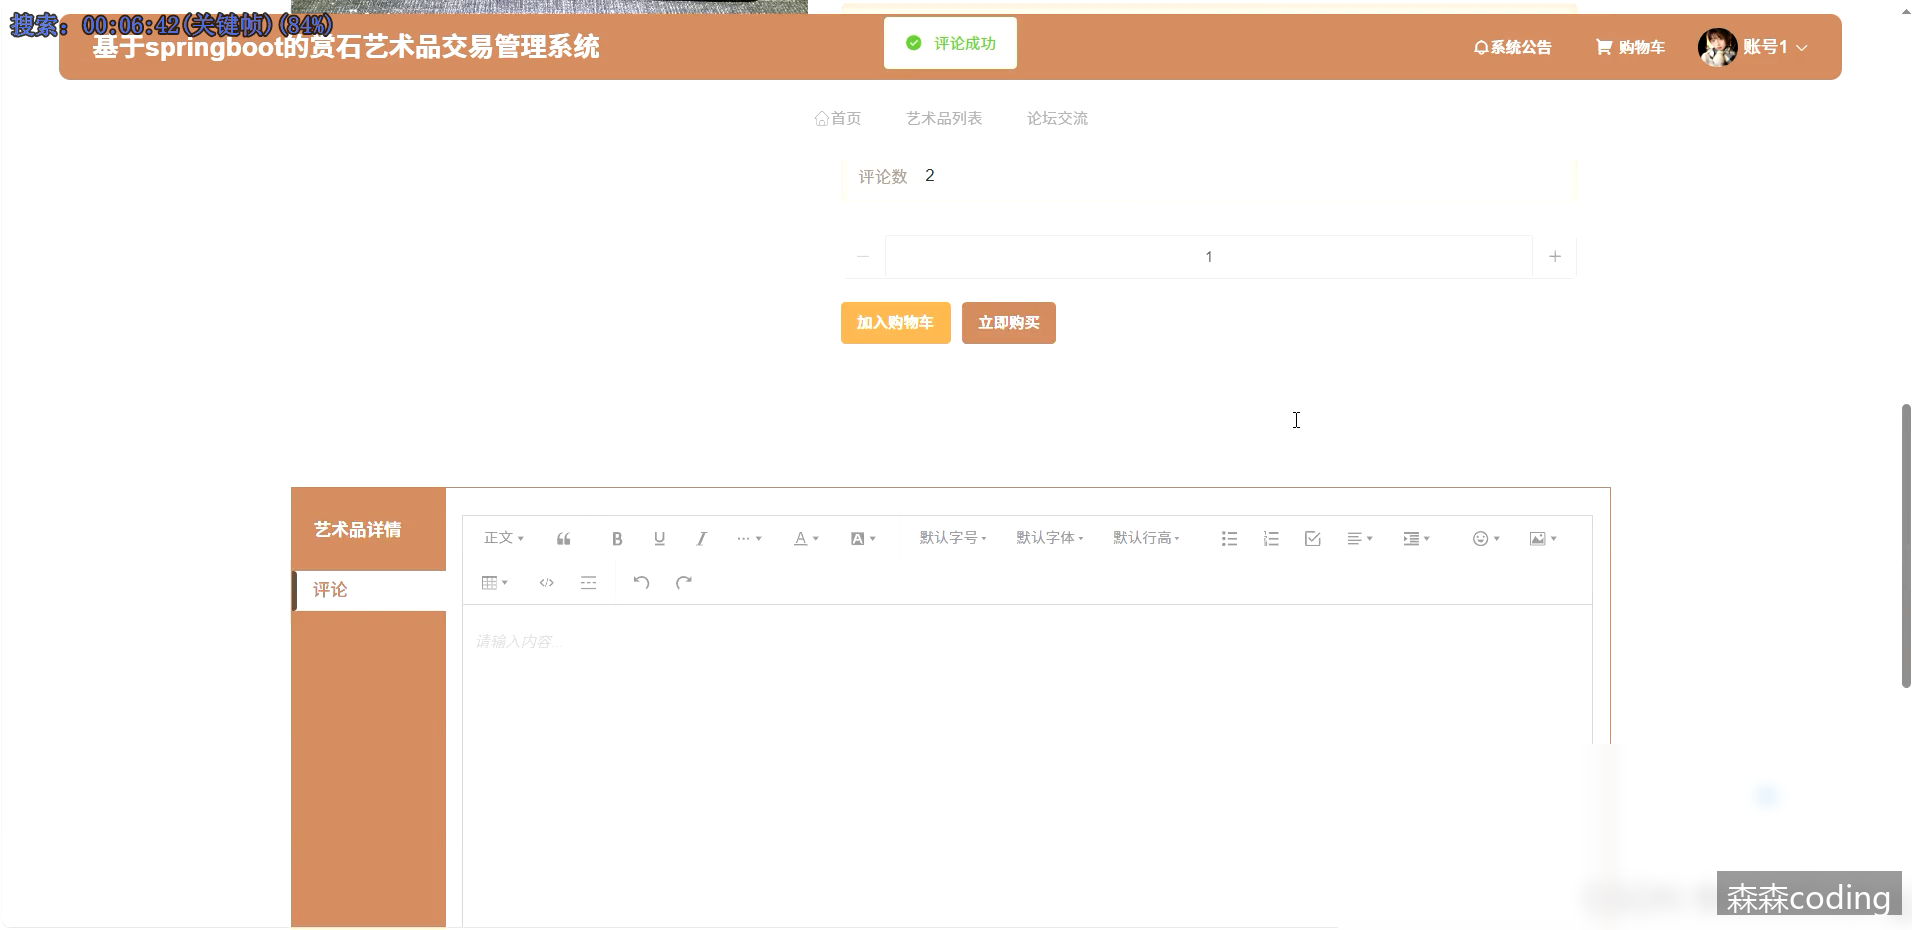 搜索: 00:06:42(关键帧)(84%)
基于springboot的赏石艺术品交易管理系统
评论成功
系统公告
购物车
账号1
首页
艺术品列表
论坛交流
评论数 2
1
加入购物车
立即购买
艺术品详情
评论
正文
默认字号
默认字体
默认行高
请输入内容...
森森coding